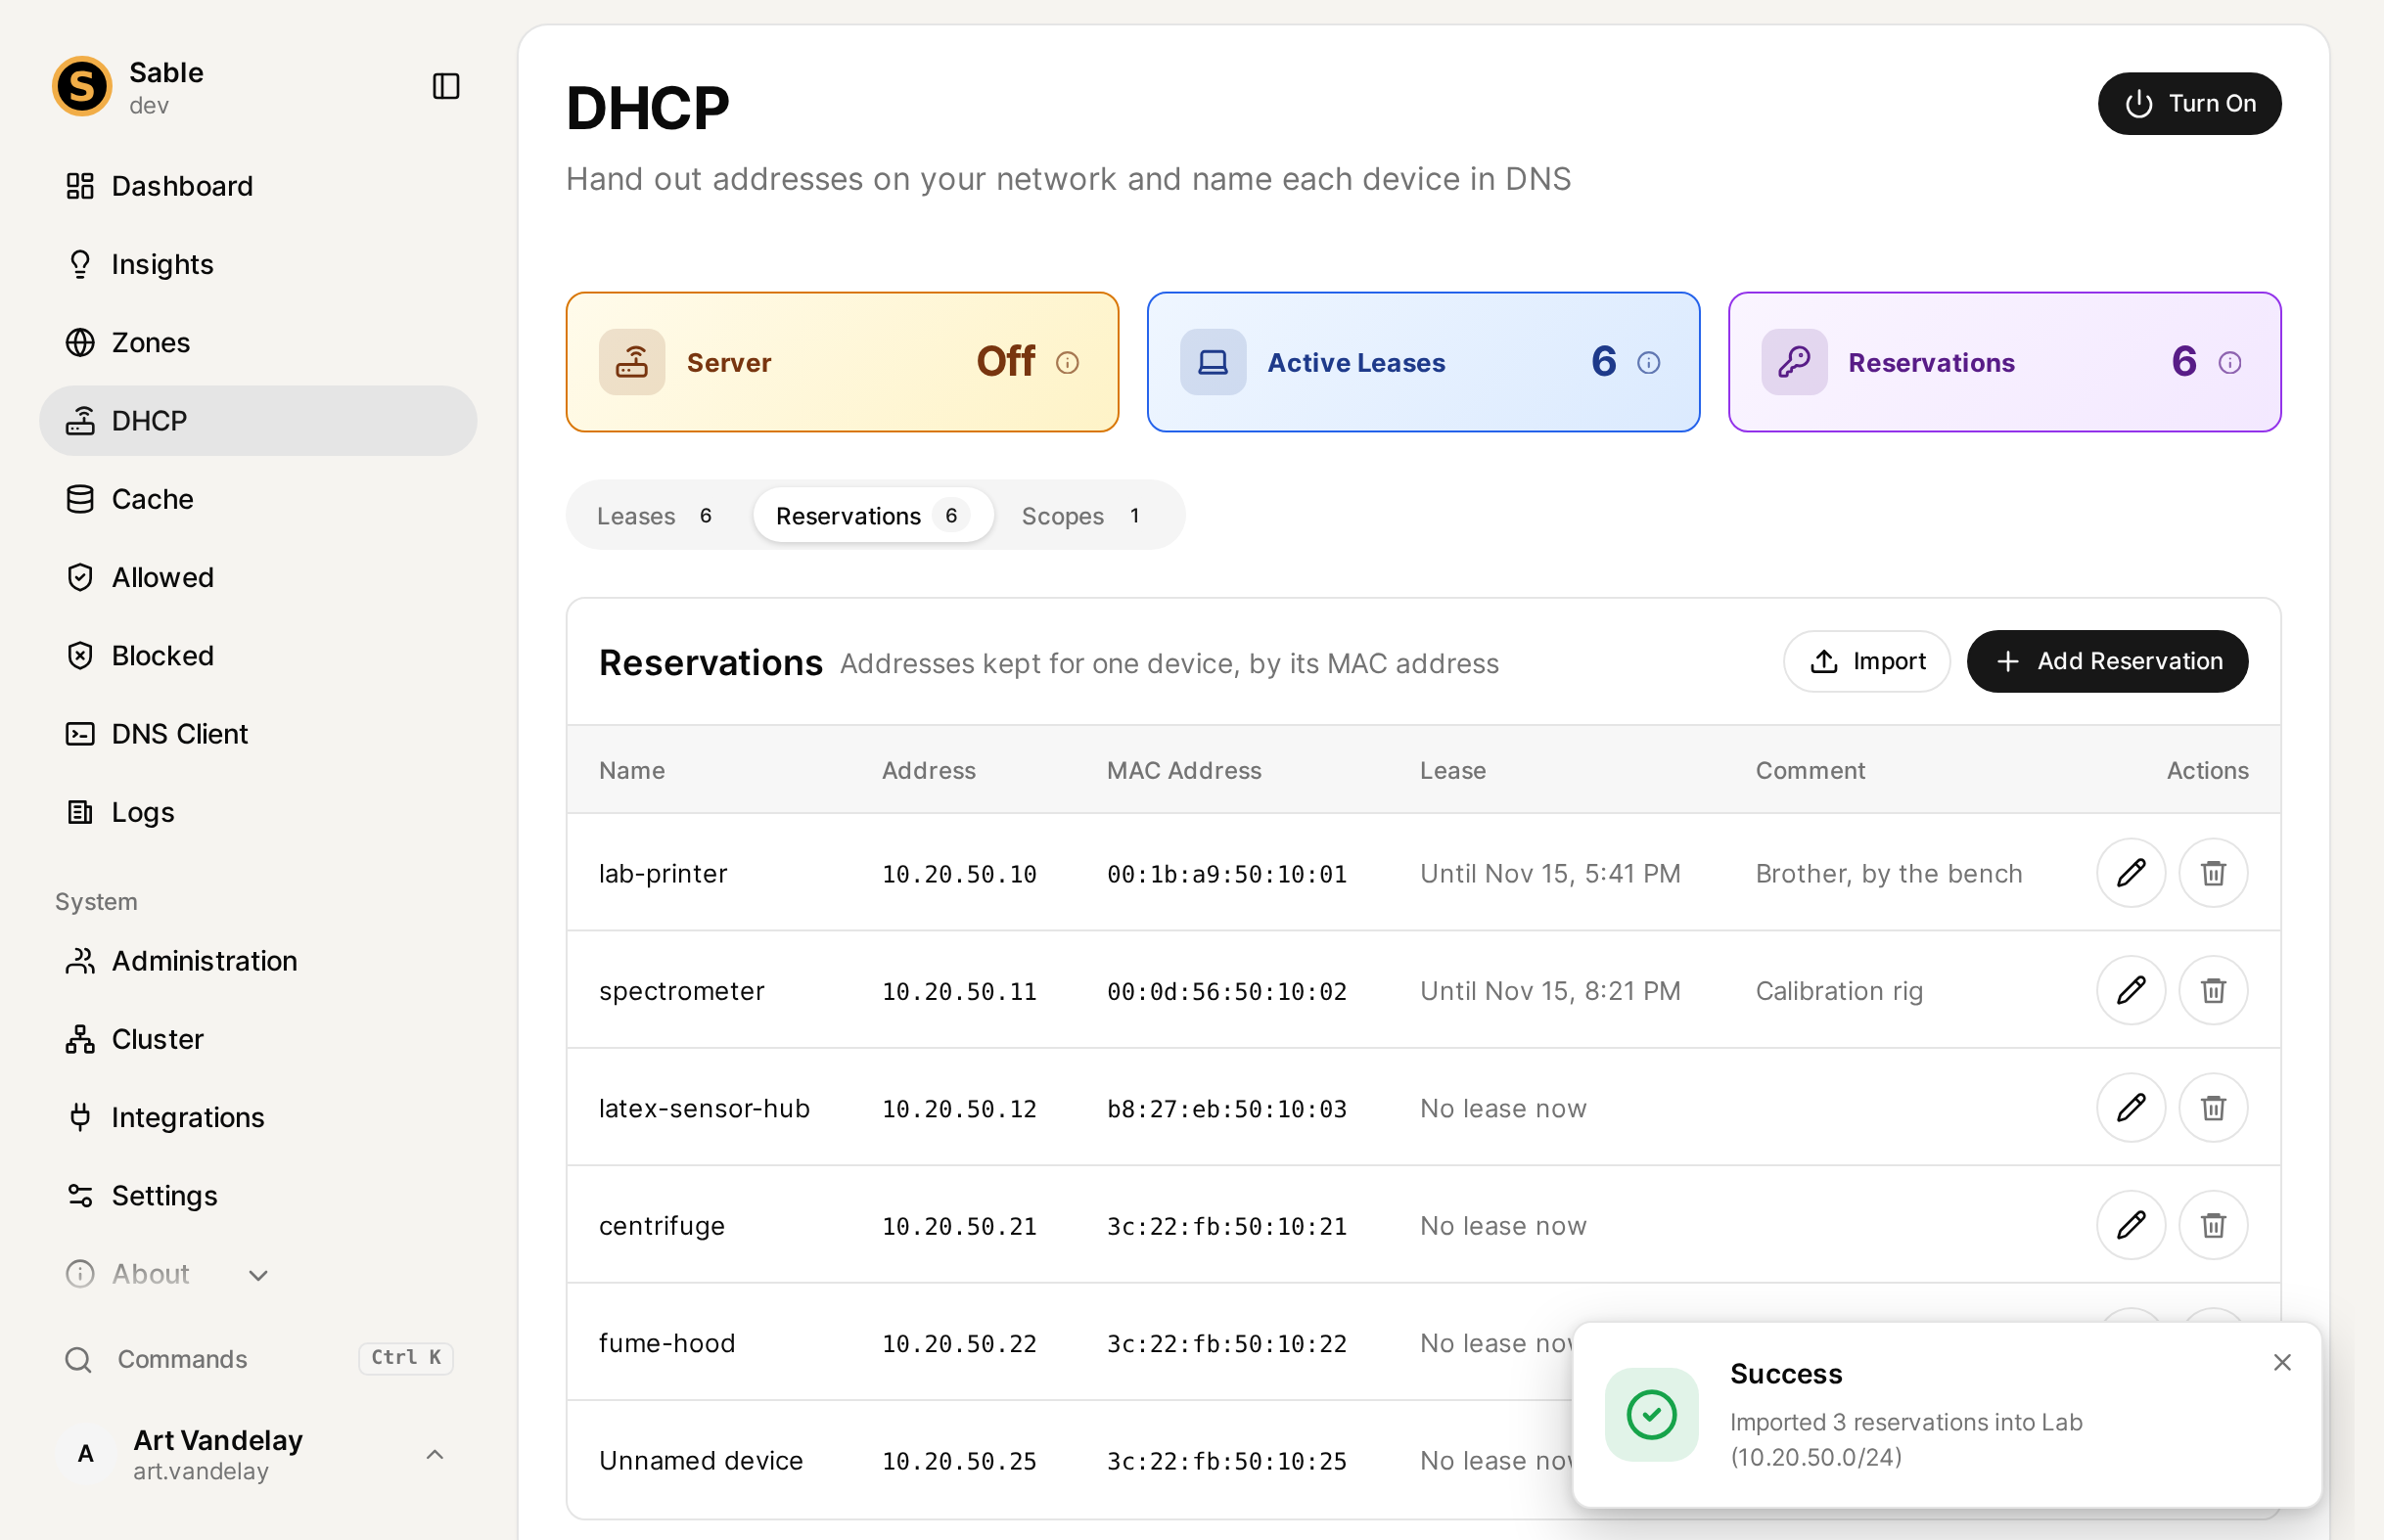 S
Sable
dev
Dashboard
Insights
Zones
DHCP
Cache
Allowed
Blocked
DNS Client
Logs
System
Administration
Cluster
Integrations
Settings
About
Commands Ctrl K
A
Art Vandelay
art.vandelay
DHCP
Turn On
Hand out addresses on your network and name each device in DNS
Server Off
Active Leases 6
Reservations 6
Leases 6 Reservations 6 Scopes 1
Reservations Addresses kept for one device, by its MAC address Import Add Reservation
Name Address MAC Address Lease Comment Actions
lab-printer 10.20.50.10 00:1b:a9:50:10:01 Until Nov 15, 5:41 PM Brother, by the bench
spectrometer 10.20.50.11 00:0d:56:50:10:02 Until Nov 15, 8:21 PM Calibration rig
latex-sensor-hub 10.20.50.12 b8:27:eb:50:10:03 No lease now
centrifuge 10.20.50.21 3c:22:fb:50:10:21 No lease now
fume-hood 10.20.50.22 3c:22:fb:50:10:22 No lease now
Unnamed device 10.20.50.25 3c:22:fb:50:10:25 No lease now
Success
Imported 3 reservations into Lab
(10.20.50.0/24)